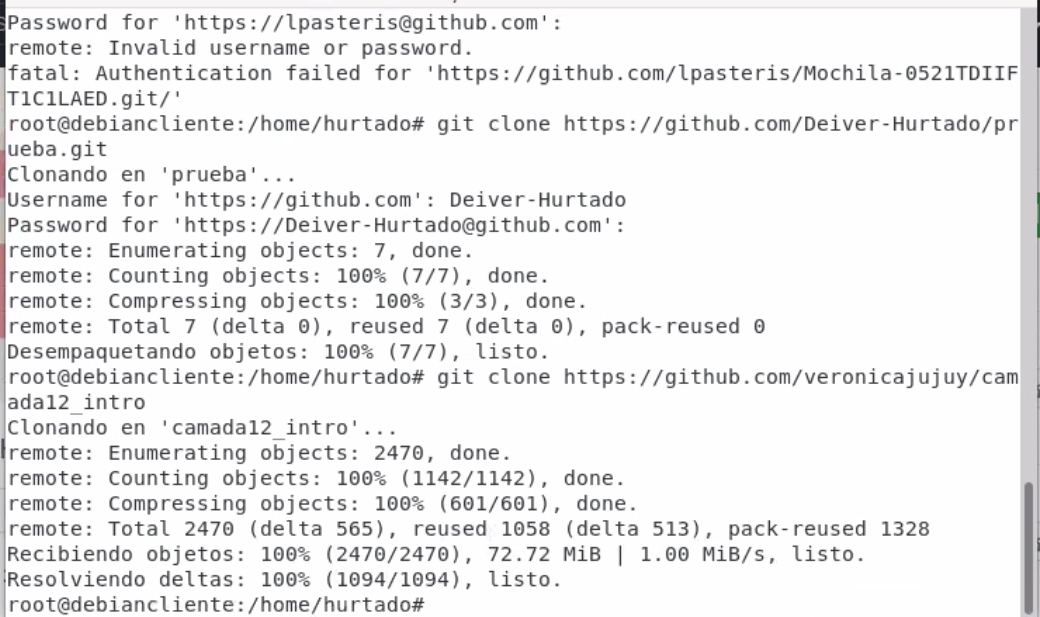 Password for 'https://lpasteris@github.com':
remote: Invalid username or password.
fatal: Authentication failed for 'https://github.com/lpasteris/Mochila-0521TDIIF
T1C1LAED.git/'
root@debiancliente:/home/hurtado# git clone https://github.com/Deiver-Hurtado/pr
ueba.git
Clonando en 'prueba'...
Username for 'https://github.com': Deiver-Hurtado
Password for 'https://Deiver-Hurtado@github.com':
remote: Enumerating objects: 7, done.
remote: Counting objects: 100% (7/7), done.
remote: Compressing objects: 100% (3/3), done.
remote: Total 7 (delta 0), reused 7 (delta 0), pack-reused 0
Desempaquetando objetos: 100% (7/7), listo.
root@debiancliente:/home/hurtado# git clone https://github.com/veronicajujuy/cam
ada12_intro
Clonando en 'camada12_intro'...
remote: Enumerating objects: 2470, done.
remote: Counting objects: 100% (1142/1142), done.
remote: Compressing objects: 100% (601/601), done.
remote: Total 2470 (delta 565), reused 1058 (delta 513), pack-reused 1328
Recibiendo objetos: 100% (2470/2470), 72.72 MiB | 1.00 MiB/s, listo.
Resolviendo deltas: 100% (1094/1094), listo.
root@debiancliente:/home/hurtado#